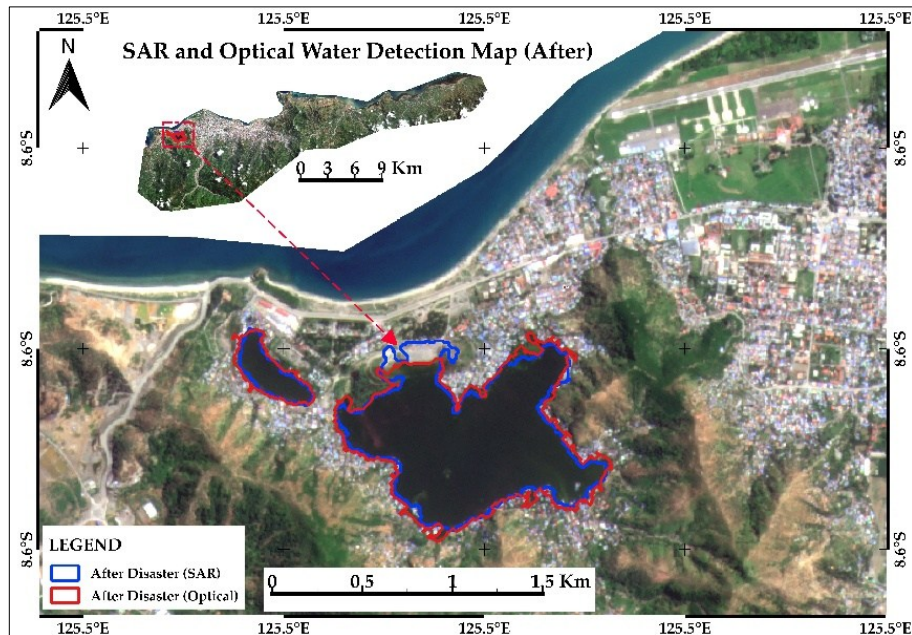 125.5°E 125.5°E 125.5°E 125.5°E 125.5°E
N
SAR and Optical Water Detection Map (After)
8.6°S 8.6°S
0 3 6 9 Km
8.6°S 8.6°S
8.6°S 8.6°S
LEGEND
After Disaster (SAR)
After Disaster (Optical)
0 0,5 1 1,5 Km
125.5°E 125.5°E 125.5°E 125.5°E 125.5°E